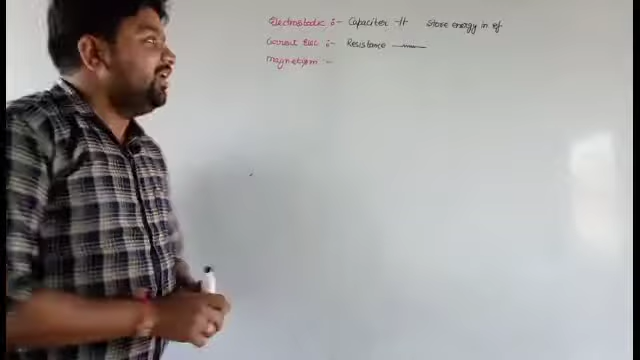 Electrostatic :- Capacitor -||- Store energy in ef
Current Elec :- Resistance
Magnetism :-